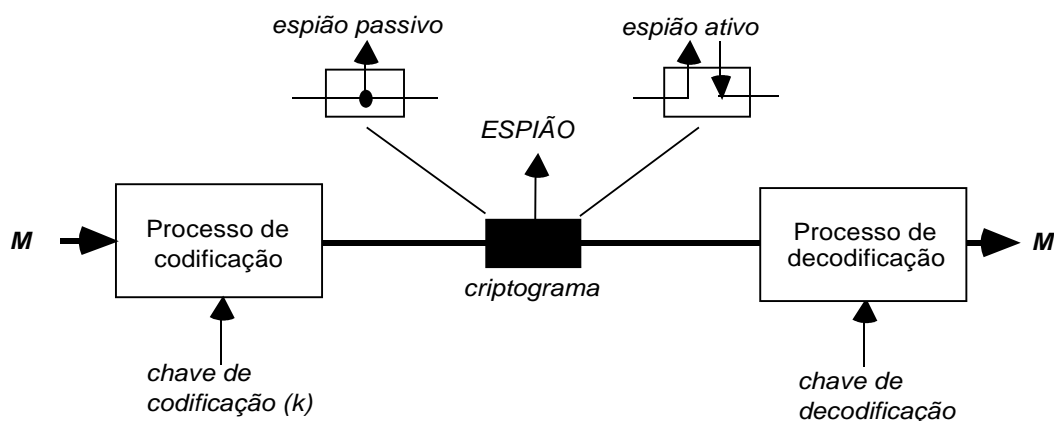 espião passivo
espião ativo
ESPIÃO
M
Processo de
codificação
criptograma
Processo de
decodificação
M
chave de
codificação (k)
chave de
decodificação